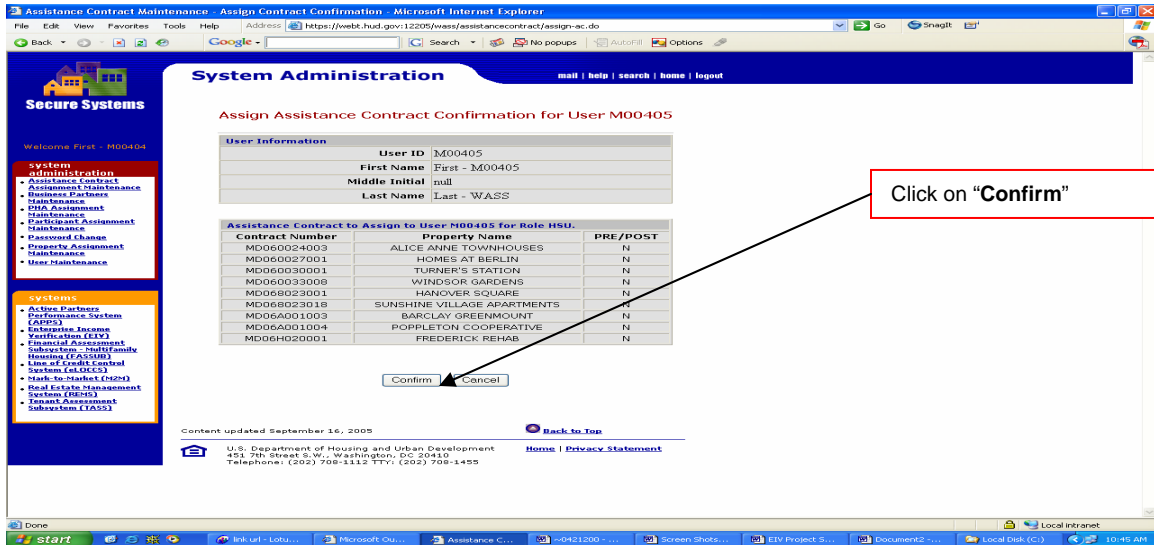 Assistance Contract Maintenance - Assign Contract Confirmation - Microsoft Internet Explorer
File Edit View Favorites Tools Help Address https://webt.hud.gov:12205/wass/assistancecontract/assign-ac.do Go SnagIt
Back Google - Search No popups AutoFill Options
Secure Systems
System Administration
mail | help | search | home | logout
Welcome First - M00404
system administration
Assistance Contract
Assignment Maintenance
Business Partners
Maintenance
PHA Assignment
Maintenance
Participant Assignment
Maintenance
Password Change
Property Assignment
Maintenance
User Maintenance
systems
Active Partners
Performance System
(APPS)
Enterprise Income
Verification (EIV)
Financial Assessment
Subsystem - Multifamily
Housing (FASSUB)
Line of Credit Control
System (eLOCCS)
Mark-to-Market (M2M)
Real Estate Management
System (REMS)
Tenant Assessment
Subsystem (TASS)
Assign Assistance Contract Confirmation for User M00405
User Information
User ID M00405
First Name First - M00405
Middle Initial null
Last Name Last - WASS
Assistance Contract to Assign to User M00405 for Role HSU.
Contract Number Property Name PRE/POST
MD060024003 ALICE ANNE TOWNHOUSES N
MD060027001 HOMES AT BERLIN N
MD060030001 TURNER'S STATION N
MD060033008 WINDSOR GARDENS N
MD068023001 HANOVER SQUARE N
MD068023018 SUNSHINE VILLAGE APARTMENTS N
MD06A001003 BARCLAY GREENMOUNT N
MD06A001004 POPPLETON COOPERATIVE N
MD06H020001 FREDERICK REHAB N
Confirm Cancel
Click on “Confirm”
Content updated September 16, 2005 Back to Top
U.S. Department of Housing and Urban Development Home | Privacy Statement
451 7th Street S.W., Washington, DC 20410
Telephone: (202) 708-1112 TTY: (202) 708-1455
Done Local intranet
start link url - Lotu... Microsoft Ou... Assistance C... ~0421200 - ... Screen Shots... EIV Project S... Document2 -... Local Disk (C:) 10:45 AM